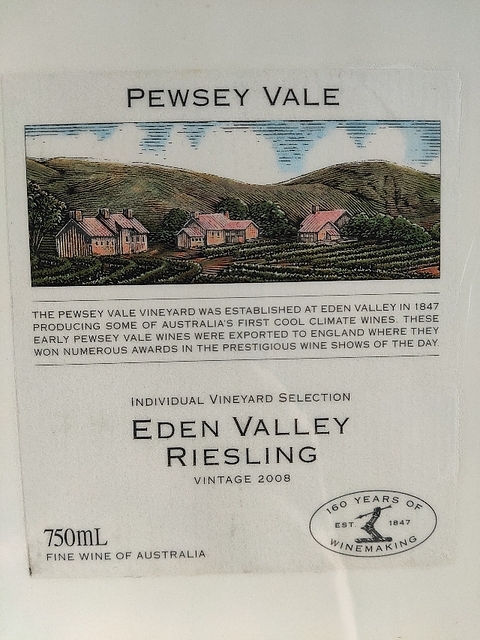 PEWSEY VALE
THE PEWSEY VALE VINEYARD WAS ESTABLISHED AT EDEN VALLEY IN 1847
PRODUCING SOME OF AUSTRALIA'S FIRST COOL CLIMATE WINES. THESE
EARLY PEWSEY VALE WINES WERE EXPORTED TO ENGLAND WHERE THEY
WON NUMEROUS AWARDS IN THE PRESTIGIOUS WINE SHOWS OF THE DAY.
INDIVIDUAL VINEYARD SELECTION
EDEN VALLEY
RIESLING
VINTAGE 2008
160 YEARS OF
EST. 1847
WINEMAKING
750mL
FINE WINE OF AUSTRALIA